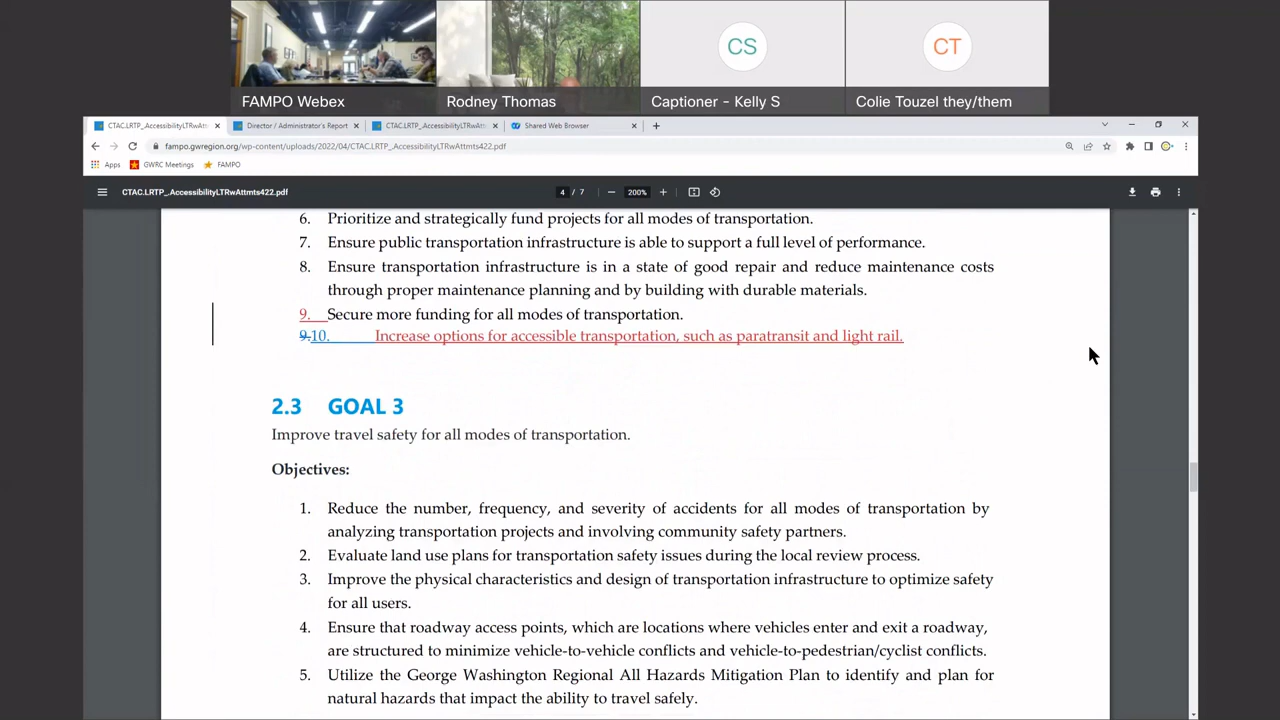 CS
CT
FAMPO Webex
Rodney Thomas
Captioner - Kelly S
Colie Touzel they/them
CTAC.LRTP_.AccessibilityLTRwAttm
Director / Administrator's Report
CTAC.LRTP_.AccessibilityLTRwAttm
Shared Web Browser
fampo.gwregion.org/wp-content/uploads/2022/04/CTAC.LRTP_.AccessibilityLTRwAttmts422.pdf
Apps
GWRC Meetings
FAMPO
CTAC.LRTP_.AccessibilityLTRwAttmts422.pdf
4 / 7
200%
6. Prioritize and strategically fund projects for all modes of transportation.
7. Ensure public transportation infrastructure is able to support a full level of performance.
8. Ensure transportation infrastructure is in a state of good repair and reduce maintenance costs
through proper maintenance planning and by building with durable materials.
9. Secure more funding for all modes of transportation.
9.10. Increase options for accessible transportation, such as paratransit and light rail.
2.3 GOAL 3
Improve travel safety for all modes of transportation.
Objectives:
1. Reduce the number, frequency, and severity of accidents for all modes of transportation by
analyzing transportation projects and involving community safety partners.
2. Evaluate land use plans for transportation safety issues during the local review process.
3. Improve the physical characteristics and design of transportation infrastructure to optimize safety
for all users.
4. Ensure that roadway access points, which are locations where vehicles enter and exit a roadway,
are structured to minimize vehicle-to-vehicle conflicts and vehicle-to-pedestrian/cyclist conflicts.
5. Utilize the George Washington Regional All Hazards Mitigation Plan to identify and plan for
natural hazards that impact the ability to travel safely.